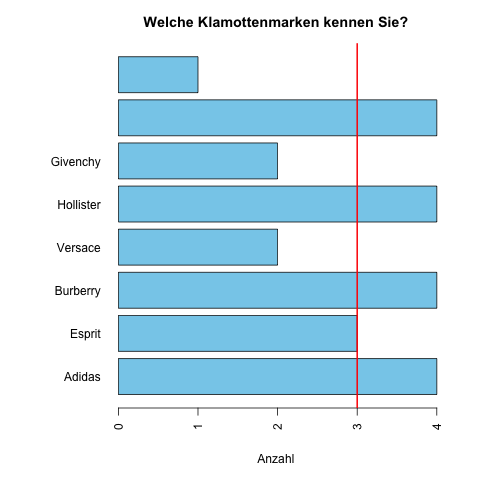 Welche Klamottenmarken kennen Sie?
Givenchy
Hollister
Versace
Burberry
Esprit
Adidas
0 1 2 3 4
Anzahl